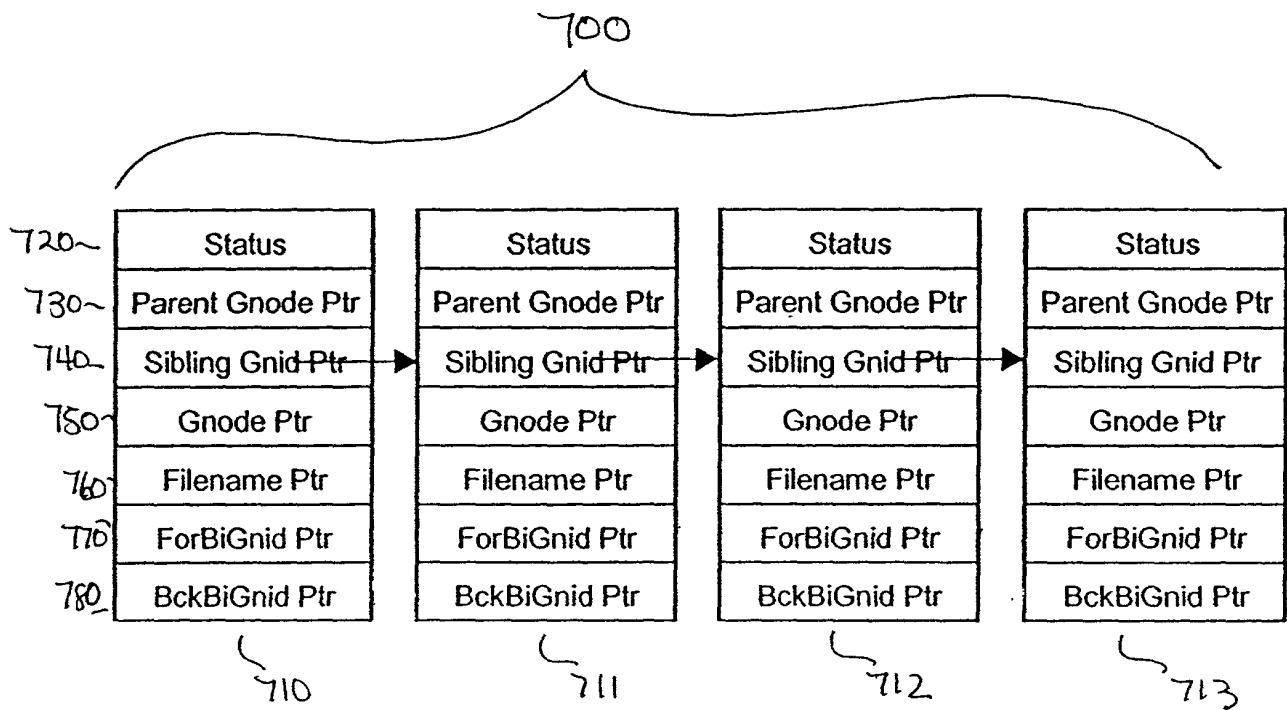 700
720 Status Status Status Status
730 Parent Gnode Ptr Parent Gnode Ptr Parent Gnode Ptr Parent Gnode Ptr
740 Sibling Gnid Ptr Sibling Gnid Ptr Sibling Gnid Ptr Sibling Gnid Ptr
750 Gnode Ptr Gnode Ptr Gnode Ptr Gnode Ptr
760 Filename Ptr Filename Ptr Filename Ptr Filename Ptr
770 ForBiGnid Ptr ForBiGnid Ptr ForBiGnid Ptr ForBiGnid Ptr
780 BckBiGnid Ptr BckBiGnid Ptr BckBiGnid Ptr BckBiGnid Ptr
710 711 712 713